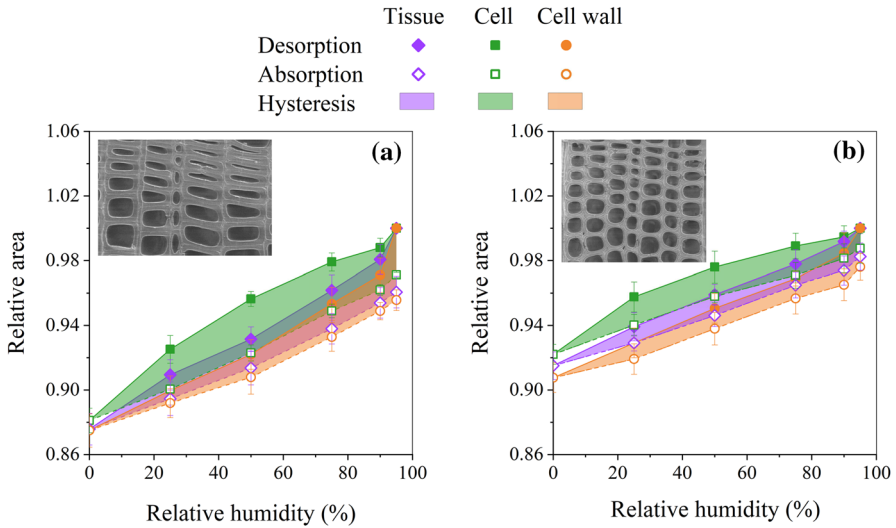 Tissue Cell Cell wall
Desorption
Absorption
Hysteresis
1.06
1.02
0.98
0.94
0.90
0.86
Relative area
(a)
0 20 40 60 80 100
Relative humidity (%)
1.06
1.02
0.98
0.94
0.90
0.86
Relative area
(b)
0 20 40 60 80 100
Relative humidity (%)